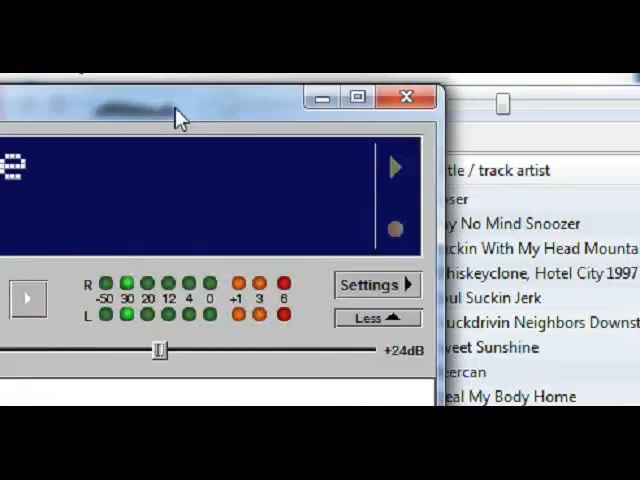 e
tle / track artist
oser
y No Mind Snoozer
ckin With My Head Mounta
hiskeyclone, Hotel City 1997
ul Suckin Jerk
uckdrivin Neighbors Downst
weet Sunshine
ercan
eal My Body Home
R
-50 30 20 12 4 0 +1 3 6
L
Settings
Less
+24dB